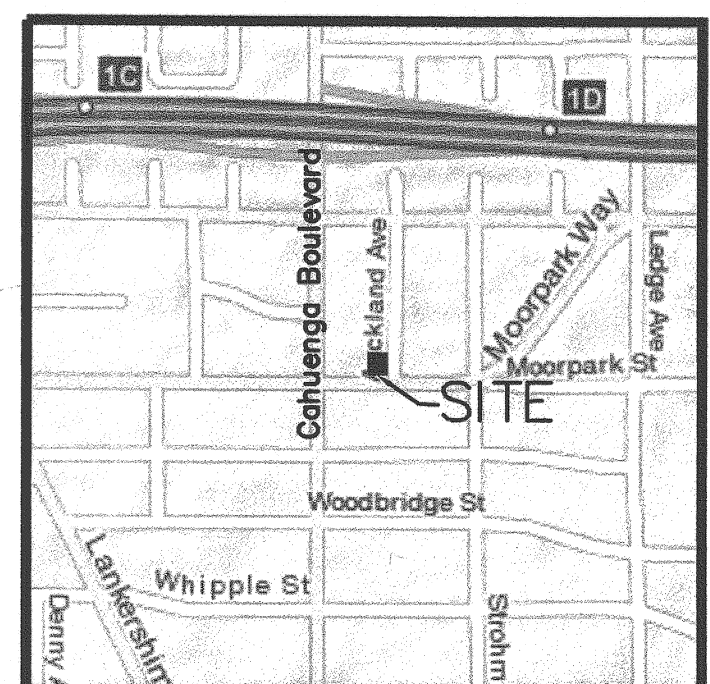 1C
1D
Cahuenga Boulevard
ckland Ave
Moorpark Way
Ledge Ave
Moorpark St
SITE
Woodbridge St
Whipple St
Lankershim
Denny
Strohm